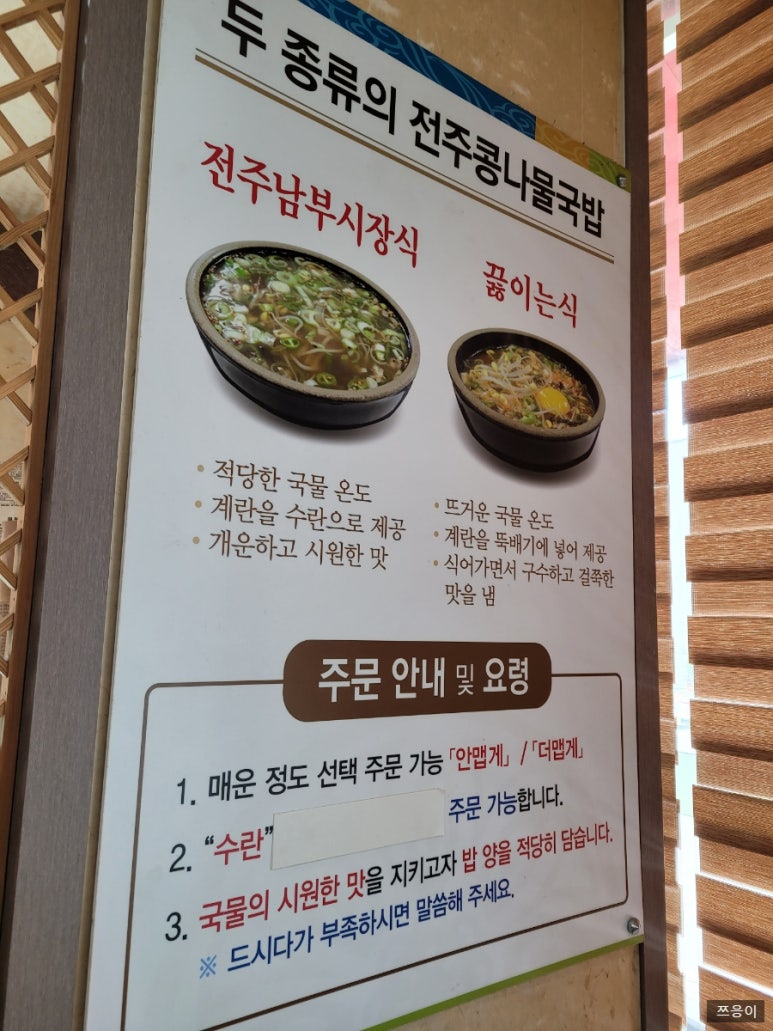 두 종류의 전주콩나물국밥
전주남부시장식
• 적당한 국물 온도
• 계란을 수란으로 제공
• 개운하고 시원한 맛
끓이는식
• 뜨거운 국물 온도
• 계란을 뚝배기에 넣어 제공
• 식어가면서 구수하고 걸쭉한
맛을 냄
주문 안내 및 요령
1. 매운 정도 선택 주문 가능 「안맵게」 / 「더맵게」
2. “수란” 주문 가능합니다.
3. 국물의 시원한 맛을 지키고자 밥 양을 적당히 담습니다.
※ 드시다가 부족하시면 말씀해 주세요.
쯔응이